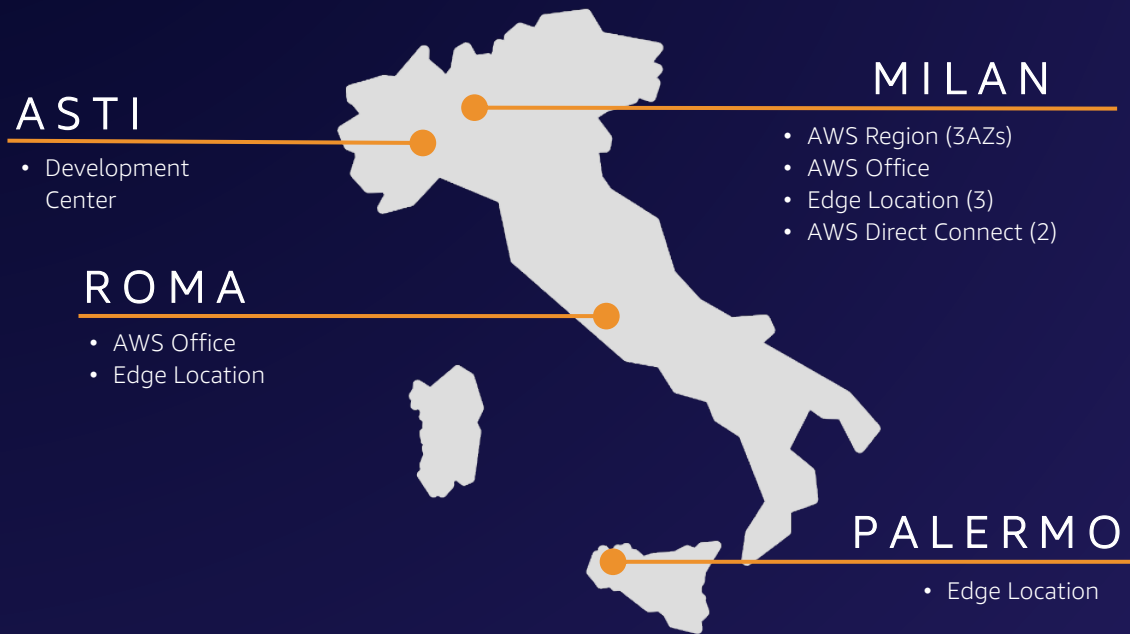 ASTI
• Development
Center
MILAN
• AWS Region (3AZs)
• AWS Office
• Edge Location (3)
• AWS Direct Connect (2)
ROMA
• AWS Office
• Edge Location
PALERMO
• Edge Location